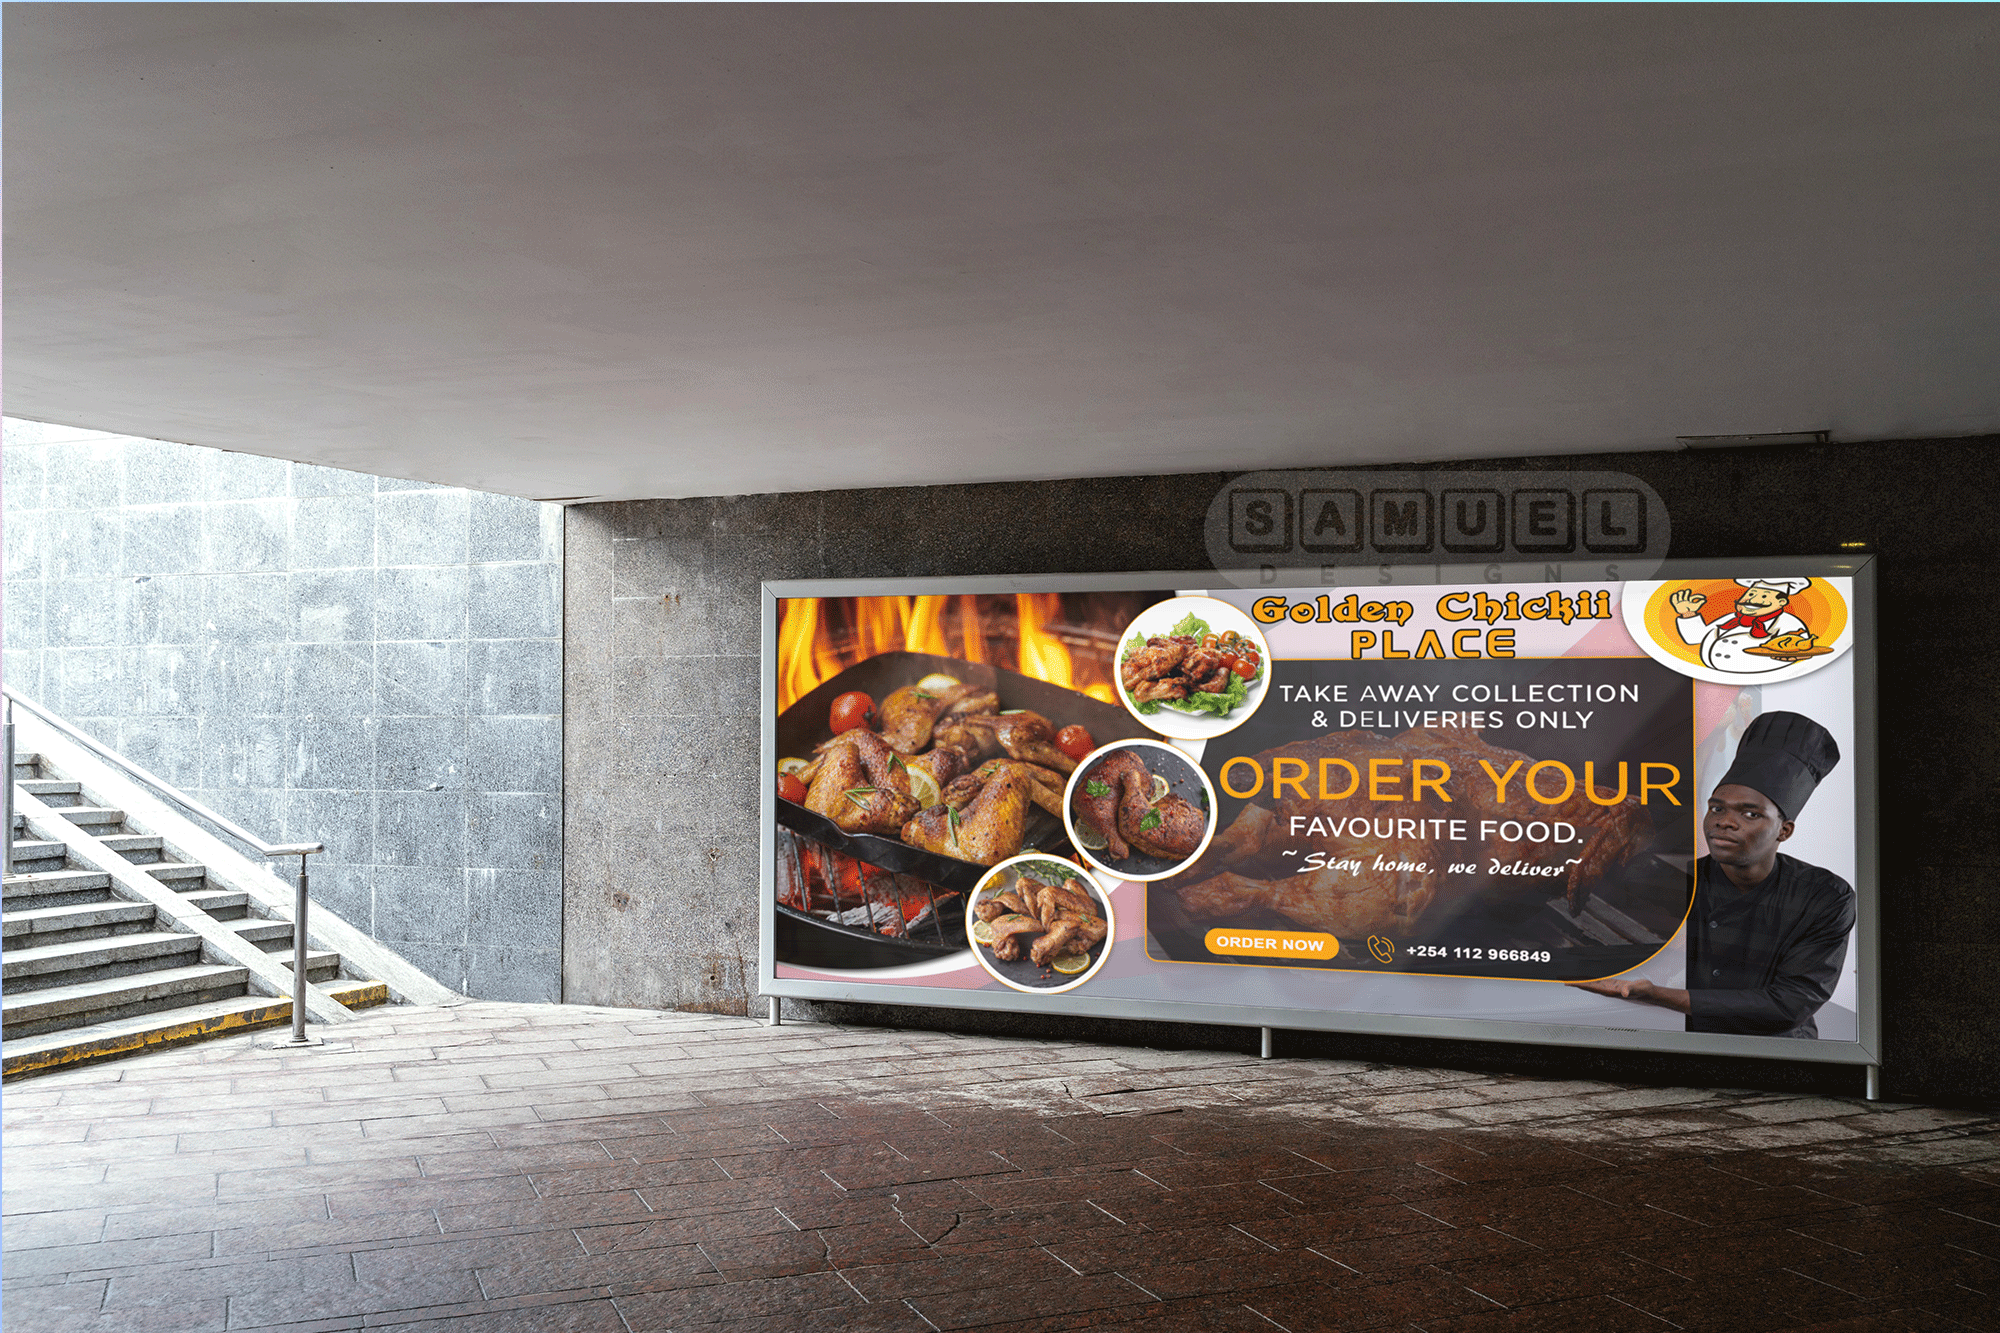 SAMUEL
DESIGNS
Golden Chickii
PLACE
TAKE AWAY COLLECTION
& DELIVERIES ONLY
ORDER YOUR
FAVOURITE FOOD.
~Stay home, we deliver~
ORDER NOW
+254 112 966849